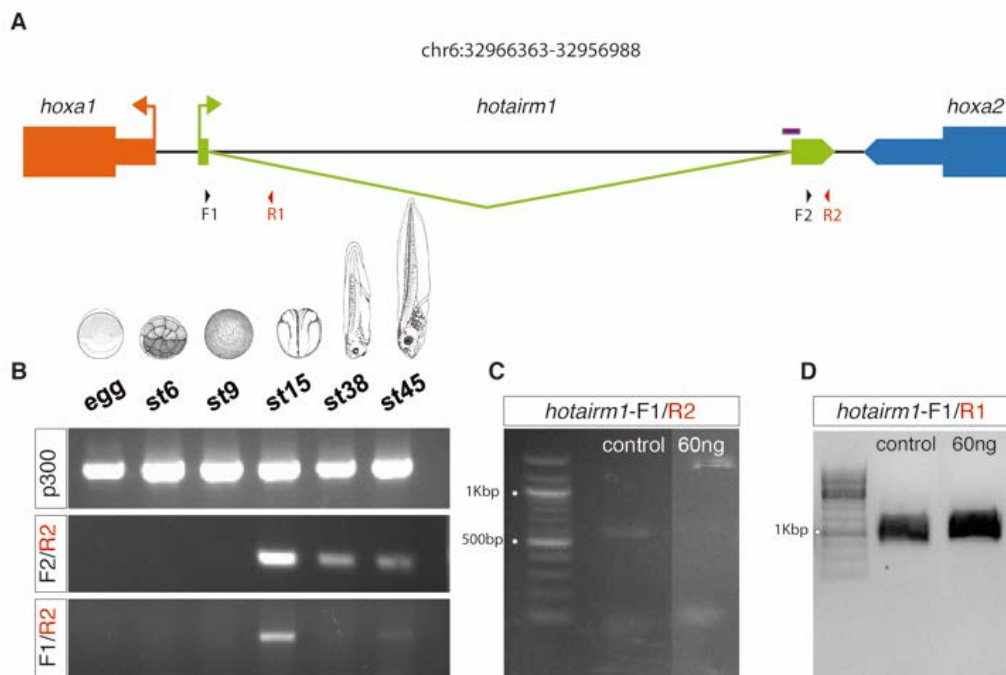 A
chr6:32966363-32956988
hoxa1
hotairm1
hoxa2
F1
R1
F2
R2
B
egg
st6
st9
st15
st38
st45
p300
F2/R2
F1/R2
C
hotairm1-F1/R2
control
60ng
1Kbp
500bp
D
hotairm1-F1/R1
control
60ng
1Kbp